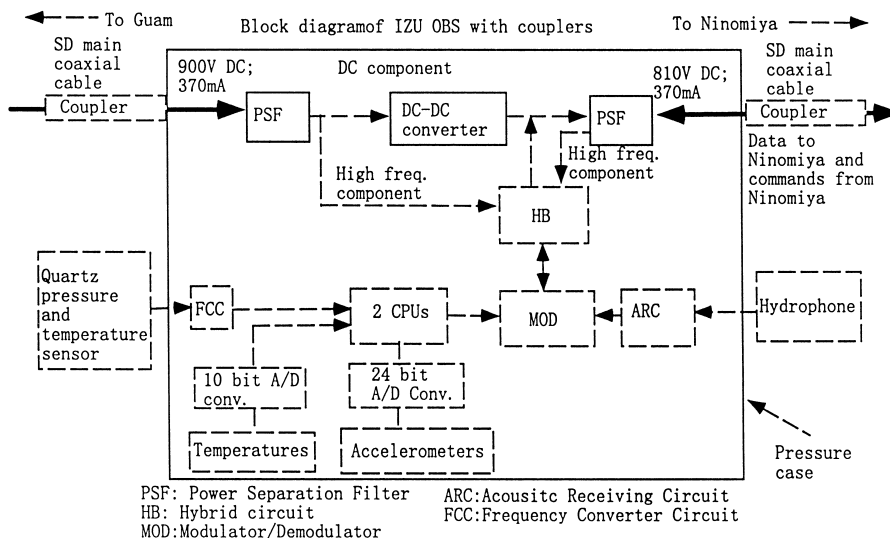 To Guam
Block diagramof IZU OBS with couplers
To Ninomiya
SD main
coaxial
cable
900V DC;
370mA
DC component
810V DC;
370mA
SD main
coaxial
cable
Coupler
PSF
DC-DC
converter
PSF
Coupler
High freq.
component
High freq.
component
Data to
Ninomiya and
commands from
Ninomiya
HB
Quartz
pressure
and
temperature
sensor
FCC
2 CPUs
MOD
ARC
Hydrophone
10 bit A/D
conv.
24 bit
A/D Conv.
Temperatures
Accelerometers
Pressure
case
PSF: Power Separation Filter
HB: Hybrid circuit
MOD:Modulator/Demodulator
ARC:Acousitc Receiving Circuit
FCC:Frequency Converter Circuit